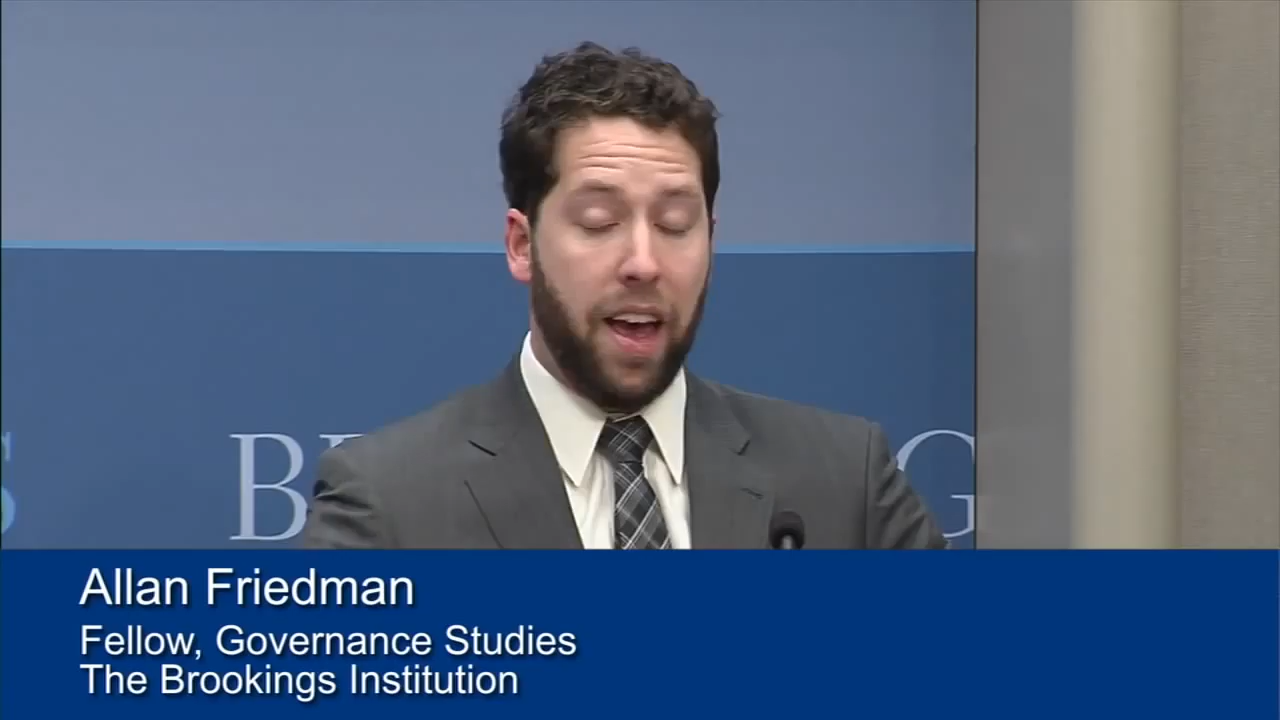 B G
Allan Friedman
Fellow, Governance Studies
The Brookings Institution